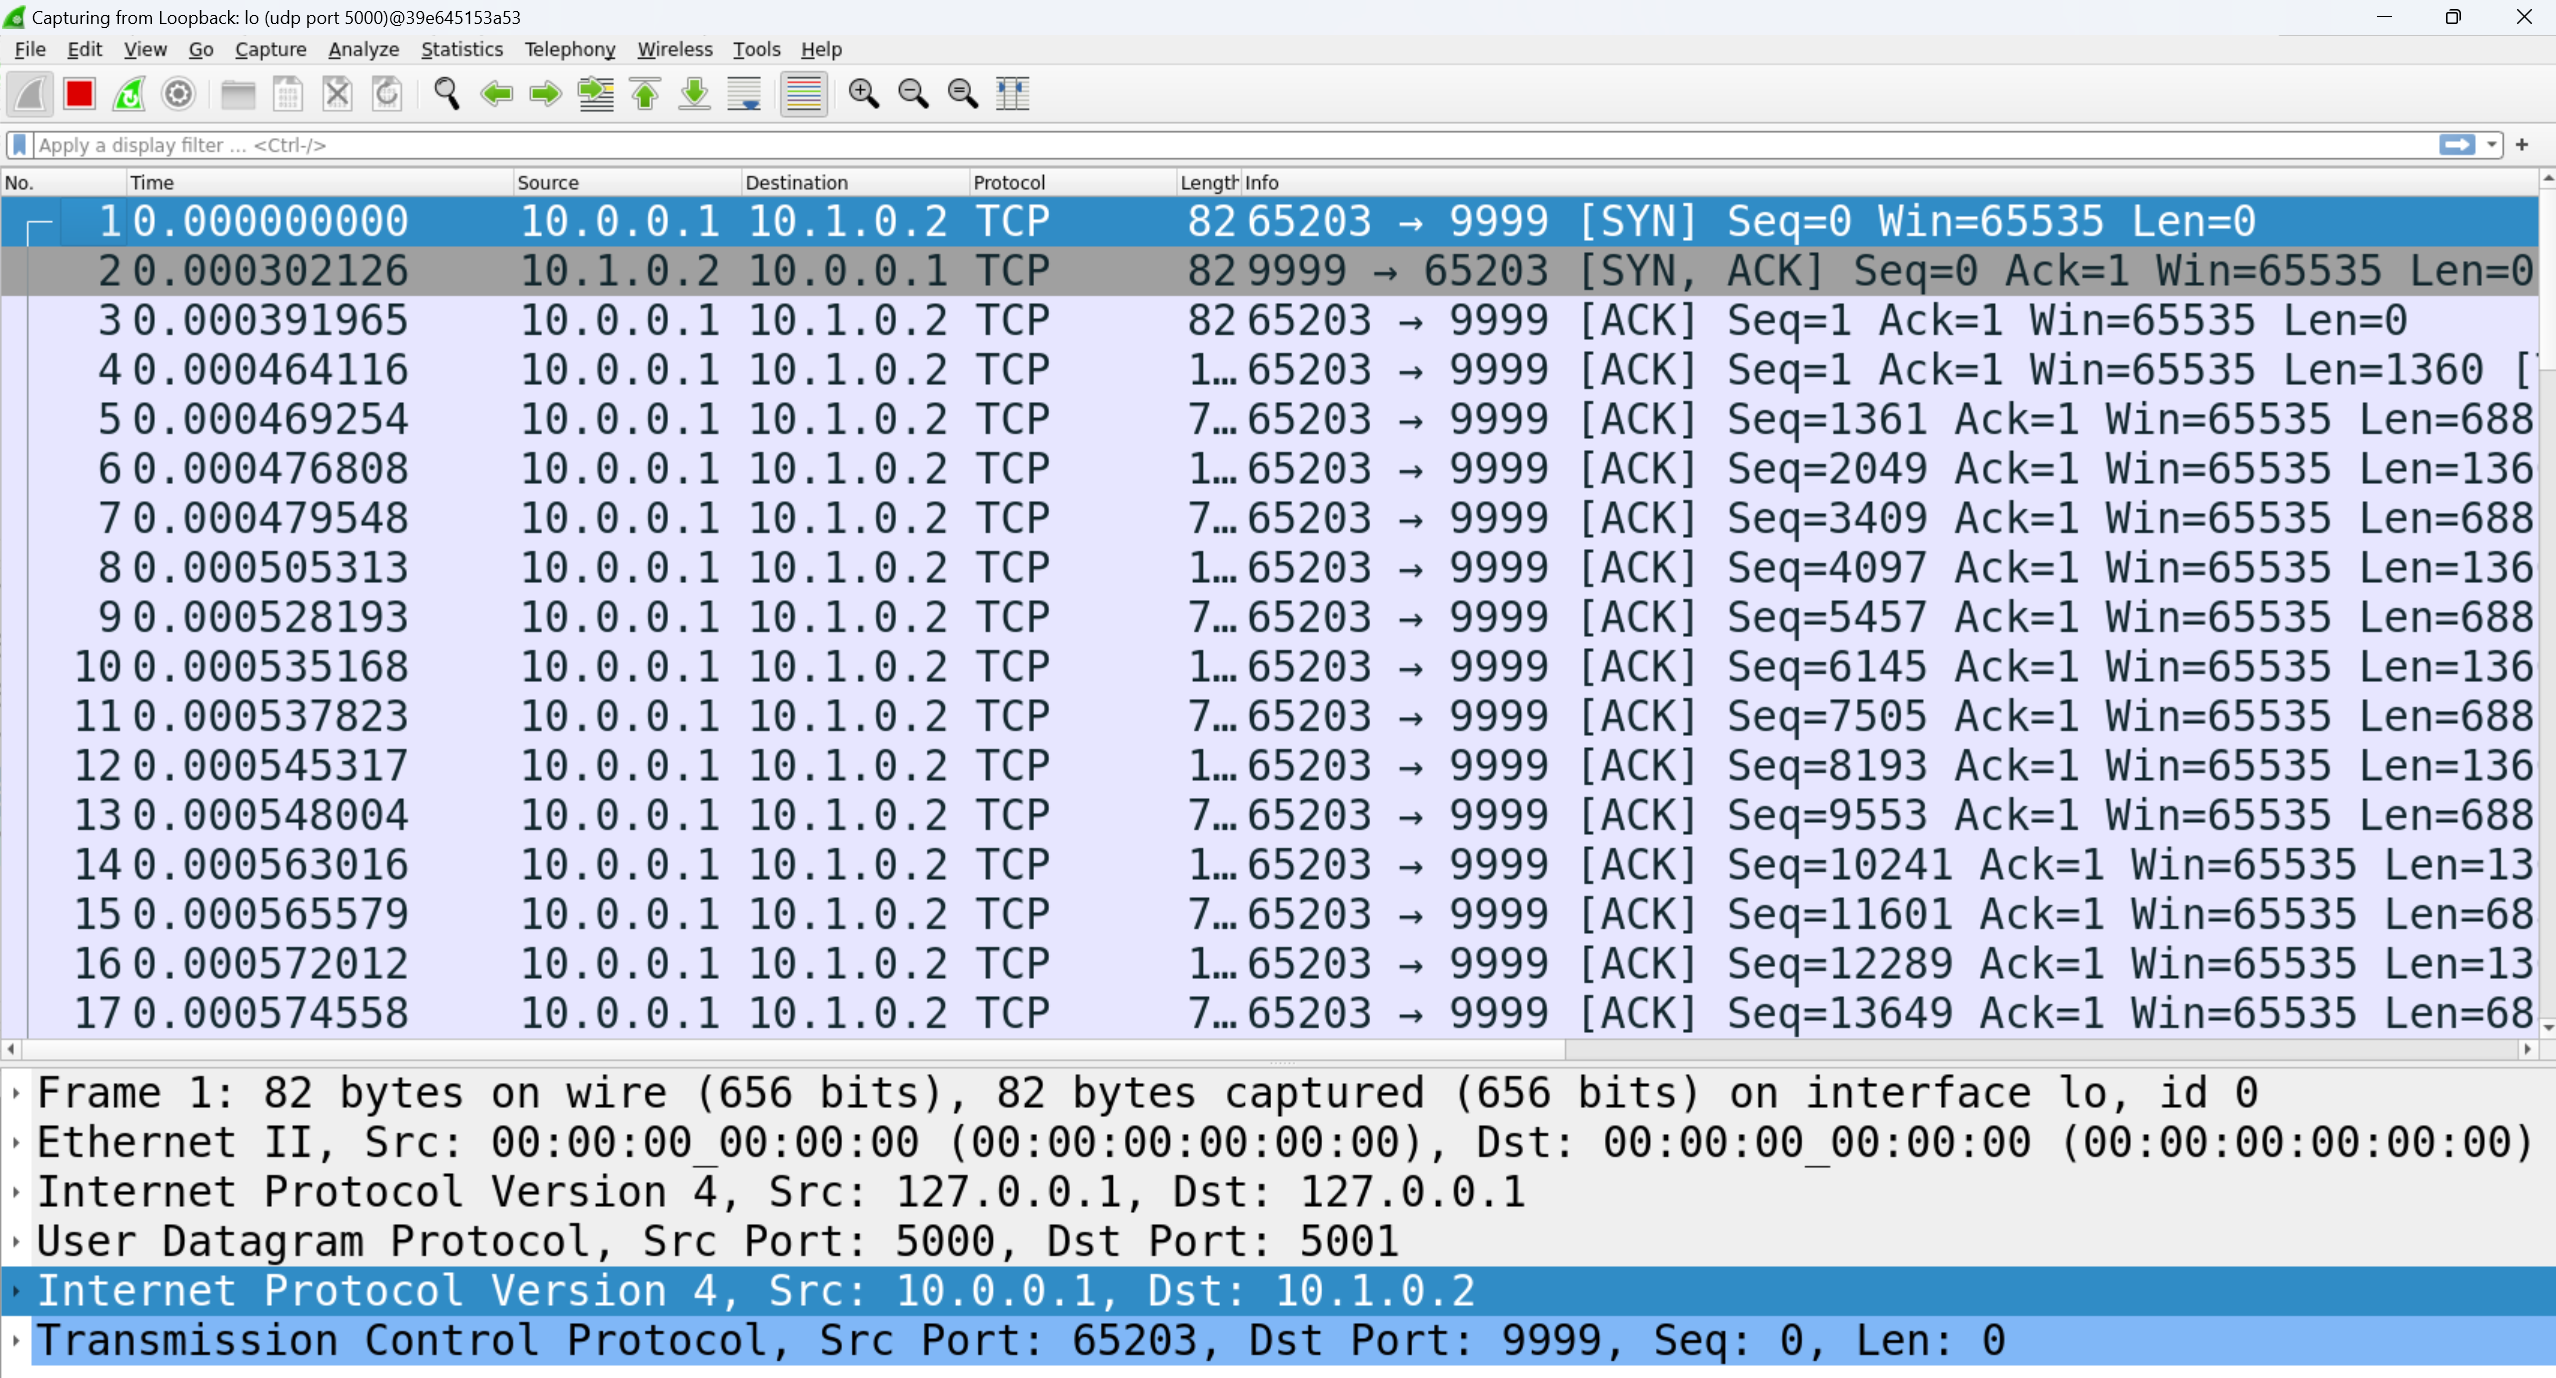 Capturing from Loopback: lo (udp port 5000)@39e645153a53
File Edit View Go Capture Analyze Statistics Telephony Wireless Tools Help
Apply a display filter ... <Ctrl-/>
No. Time Source Destination Protocol Length Info
1 0.000000000 10.0.0.1 10.1.0.2 TCP 82 65203 → 9999 [SYN] Seq=0 Win=65535 Len=0
2 0.000302126 10.1.0.2 10.0.0.1 TCP 82 9999 → 65203 [SYN, ACK] Seq=0 Ack=1 Win=65535 Len=0
3 0.000391965 10.0.0.1 10.1.0.2 TCP 82 65203 → 9999 [ACK] Seq=1 Ack=1 Win=65535 Len=0
4 0.000464116 10.0.0.1 10.1.0.2 TCP 1… 65203 → 9999 [ACK] Seq=1 Ack=1 Win=65535 Len=1360 [
5 0.000469254 10.0.0.1 10.1.0.2 TCP 7… 65203 → 9999 [ACK] Seq=1361 Ack=1 Win=65535 Len=688
6 0.000476808 10.0.0.1 10.1.0.2 TCP 1… 65203 → 9999 [ACK] Seq=2049 Ack=1 Win=65535 Len=136
7 0.000479548 10.0.0.1 10.1.0.2 TCP 7… 65203 → 9999 [ACK] Seq=3409 Ack=1 Win=65535 Len=688
8 0.000505313 10.0.0.1 10.1.0.2 TCP 1… 65203 → 9999 [ACK] Seq=4097 Ack=1 Win=65535 Len=136
9 0.000528193 10.0.0.1 10.1.0.2 TCP 7… 65203 → 9999 [ACK] Seq=5457 Ack=1 Win=65535 Len=688
10 0.000535168 10.0.0.1 10.1.0.2 TCP 1… 65203 → 9999 [ACK] Seq=6145 Ack=1 Win=65535 Len=136
11 0.000537823 10.0.0.1 10.1.0.2 TCP 7… 65203 → 9999 [ACK] Seq=7505 Ack=1 Win=65535 Len=688
12 0.000545317 10.0.0.1 10.1.0.2 TCP 1… 65203 → 9999 [ACK] Seq=8193 Ack=1 Win=65535 Len=136
13 0.000548004 10.0.0.1 10.1.0.2 TCP 7… 65203 → 9999 [ACK] Seq=9553 Ack=1 Win=65535 Len=688
14 0.000563016 10.0.0.1 10.1.0.2 TCP 1… 65203 → 9999 [ACK] Seq=10241 Ack=1 Win=65535 Len=13
15 0.000565579 10.0.0.1 10.1.0.2 TCP 7… 65203 → 9999 [ACK] Seq=11601 Ack=1 Win=65535 Len=68
16 0.000572012 10.0.0.1 10.1.0.2 TCP 1… 65203 → 9999 [ACK] Seq=12289 Ack=1 Win=65535 Len=13
17 0.000574558 10.0.0.1 10.1.0.2 TCP 7… 65203 → 9999 [ACK] Seq=13649 Ack=1 Win=65535 Len=68
Frame 1: 82 bytes on wire (656 bits), 82 bytes captured (656 bits) on interface lo, id 0
Ethernet II, Src: 00:00:00_00:00:00 (00:00:00:00:00:00), Dst: 00:00:00_00:00:00 (00:00:00:00:00:00)
Internet Protocol Version 4, Src: 127.0.0.1, Dst: 127.0.0.1
User Datagram Protocol, Src Port: 5000, Dst Port: 5001
Internet Protocol Version 4, Src: 10.0.0.1, Dst: 10.1.0.2
Transmission Control Protocol, Src Port: 65203, Dst Port: 9999, Seq: 0, Len: 0